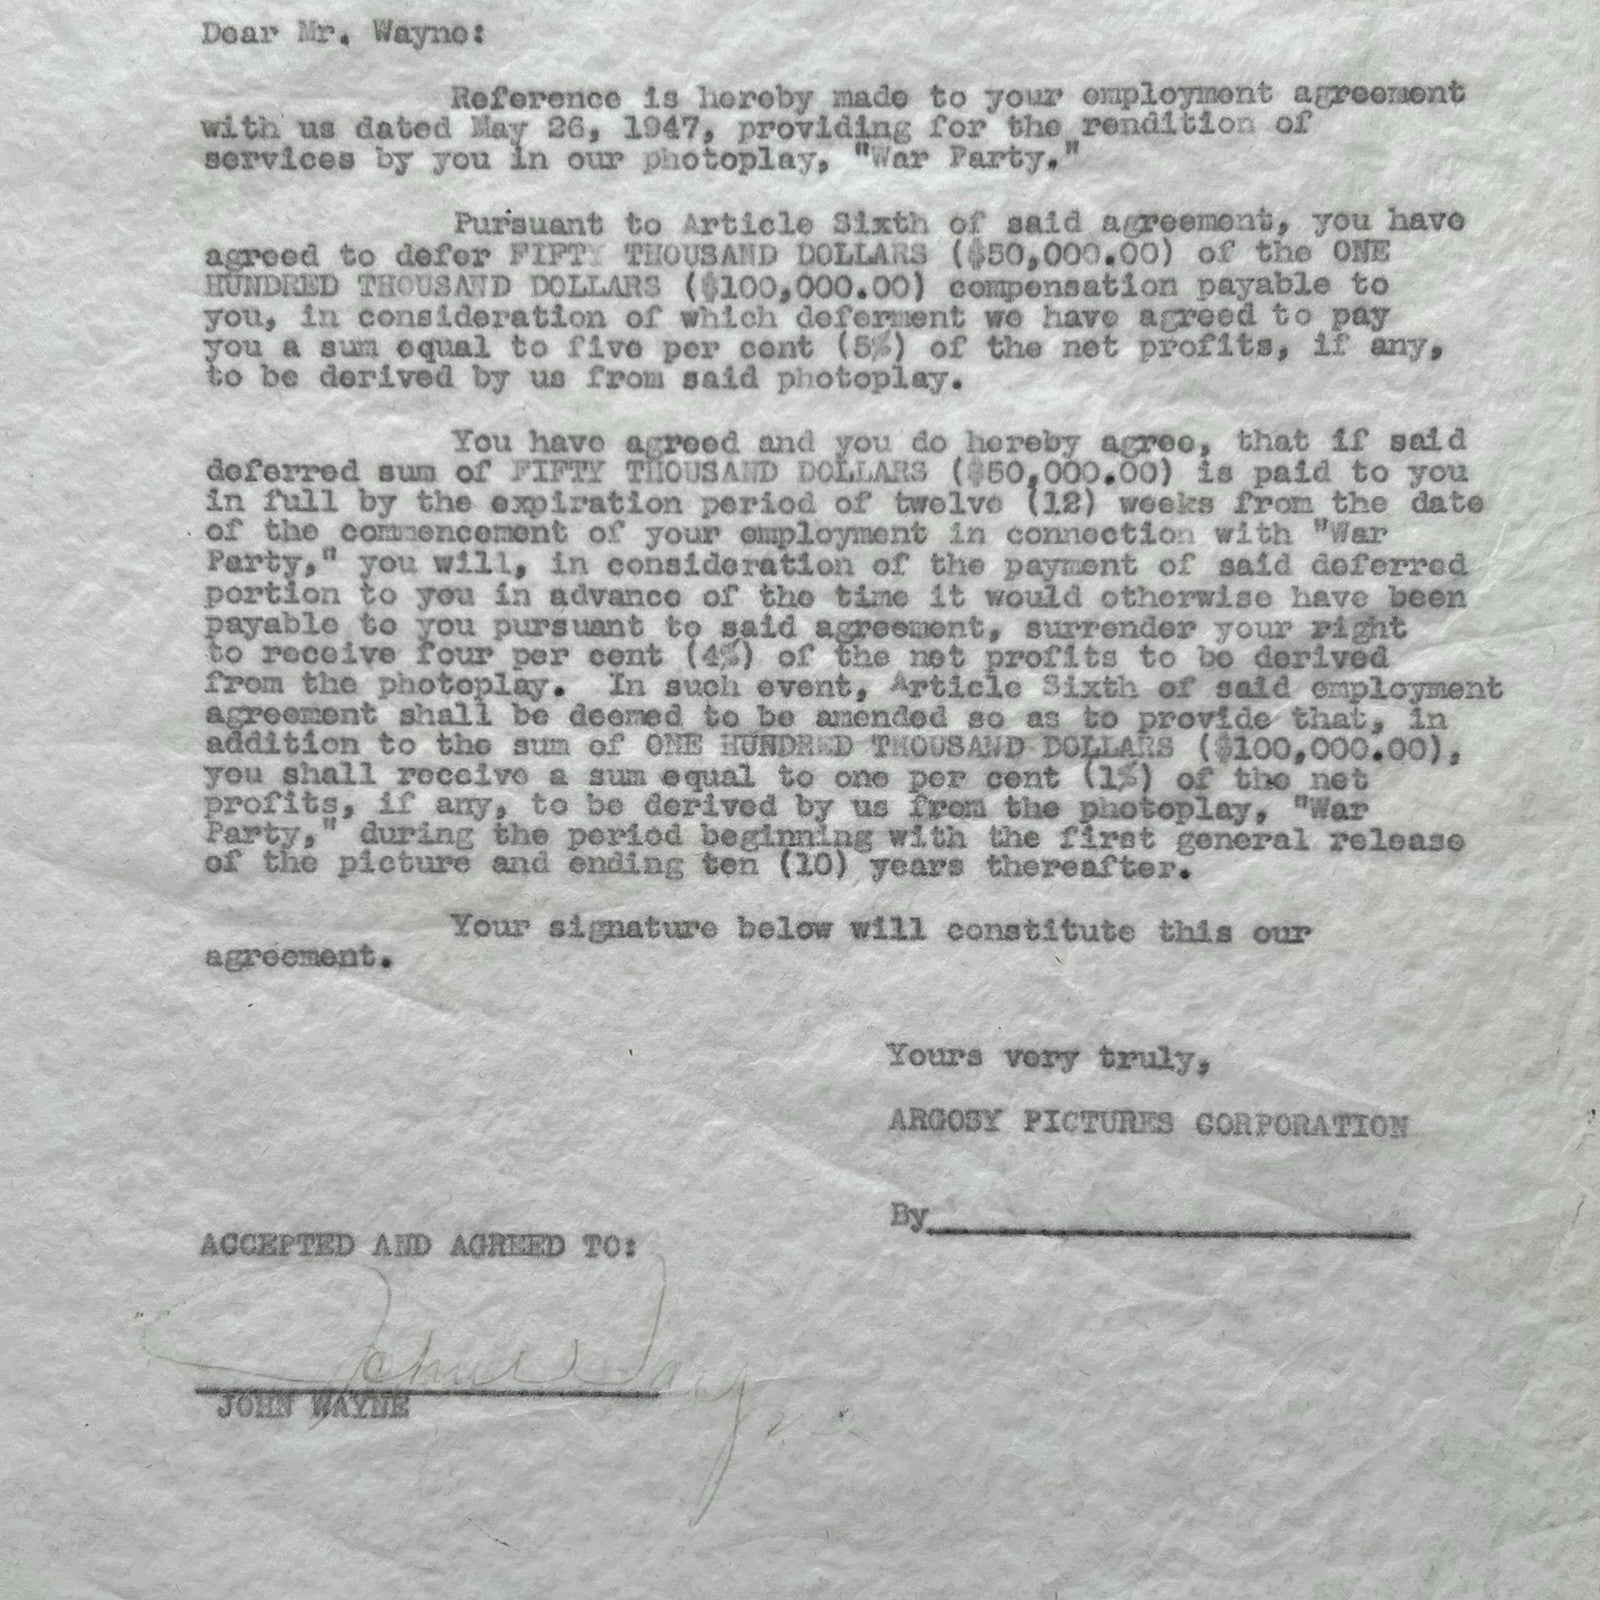 Dear Mr. Wayne:
Reference is hereby made to your employment agreement
with us dated May 26, 1947, providing for the rendition of
services by you in our photoplay, "War Party."
Pursuant to Article Sixth of said agreement, you have
agreed to defer FIFTY THOUSAND DOLLARS ($50,000.00) of the ONE
HUNDRED THOUSAND DOLLARS ($100,000.00) compensation payable to
you, in consideration of which deferment we have agreed to pay
you a sum equal to five per cent (5%) of the net profits, if any,
to be derived by us from said photoplay.
You have agreed and you do hereby agree, that if said
deferred sum of FIFTY THOUSAND DOLLARS ($50,000.00) is paid to you
in full by the expiration period of twelve (12) weeks from the date
of the commencement of your employment in connection with "War
Party," you will, in consideration of the payment of said deferred
portion to you in advance of the time it would otherwise have been
payable to you pursuant to said agreement, surrender your right
to receive four per cent (4%) of the net profits to be derived
from the photoplay. In such event, Article Sixth of said employment
agreement shall be deemed to be amended so as to provide that, in
addition to the sum of ONE HUNDRED THOUSAND DOLLARS ($100,000.00),
you shall receive a sum equal to one per cent (1%) of the net
profits, if any, to be derived by us from the photoplay, "War
Party," during the period beginning with the first general release
of the picture and ending ten (10) years thereafter.
Your signature below will constitute this our
agreement.
Yours very truly,
ARGOSY PICTURES CORPORATION
By
ACCEPTED AND AGREED TO:
John Wayne
JOHN WAYNE